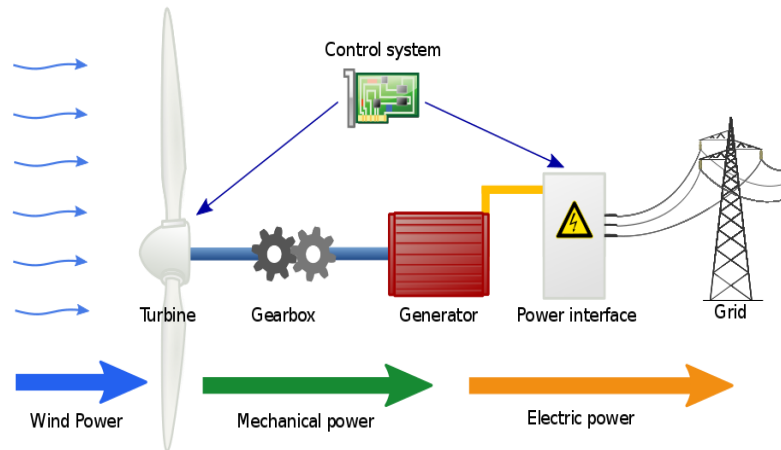 Control system
Turbine
Gearbox
Generator
Power interface
Grid
Wind Power
Mechanical power
Electric power